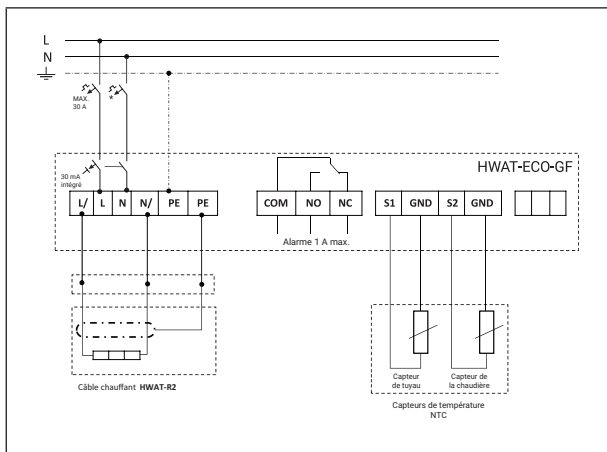 L
N
MAX.
30 A
*
30 mA
intégré
HWAT-ECO-GF
L/ L N N/ PE PE
COM NO NC
S1 GND S2 GND
Alarme 1 A max.
Câble chauffant HWAT-R2
Capteur
de tuyau
Capteur de
la chaudière
Capteurs de température
NTC